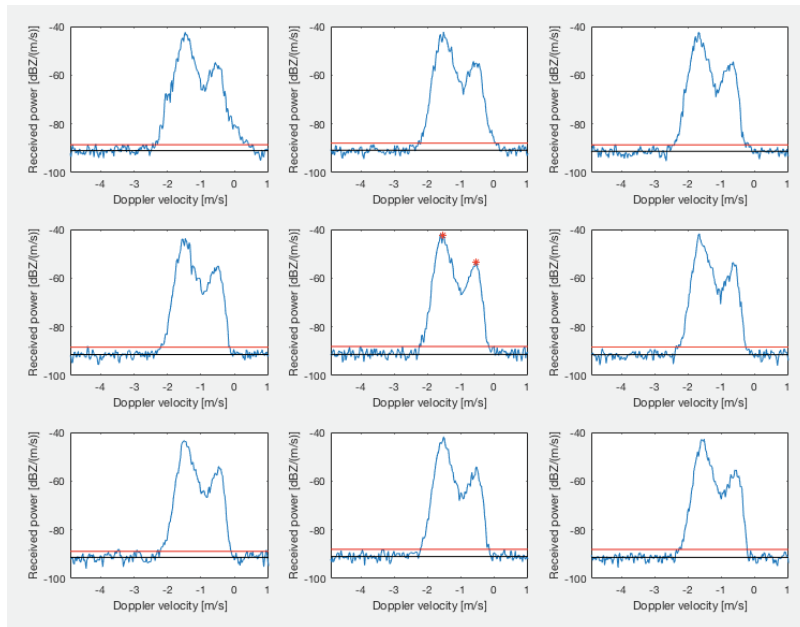 -40
-60
-80
-100
Received power [dBZ/(m/s)]
-4 -3 -2 -1 0 1
Doppler velocity [m/s]
-40
-60
-80
-100
Received power [dBZ/(m/s)]
-4 -3 -2 -1 0 1
Doppler velocity [m/s]
-40
-60
-80
-100
Received power [dBZ/(m/s)]
-4 -3 -2 -1 0 1
Doppler velocity [m/s]
-40
-60
-80
-100
Received power [dBZ/(m/s)]
-4 -3 -2 -1 0 1
Doppler velocity [m/s]
-40
-60
-80
-100
Received power [dBZ/(m/s)]
-4 -3 -2 -1 0 1
Doppler velocity [m/s]
-40
-60
-80
-100
Received power [dBZ/(m/s)]
-4 -3 -2 -1 0 1
Doppler velocity [m/s]
-40
-60
-80
-100
Received power [dBZ/(m/s)]
-4 -3 -2 -1 0 1
Doppler velocity [m/s]
-40
-60
-80
-100
Received power [dBZ/(m/s)]
-4 -3 -2 -1 0 1
Doppler velocity [m/s]
-40
-60
-80
-100
Received power [dBZ/(m/s)]
-4 -3 -2 -1 0 1
Doppler velocity [m/s]